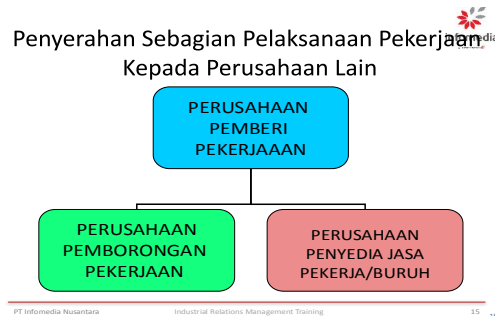 infomedia
Penyerahan Sebagian Pelaksanaan Pekerjaan
Kepada Perusahaan Lain
PERUSAHAAN
PEMBERI
PEKERJAAAN
PERUSAHAAN
PEMBORONGAN
PEKERJAAN
PERUSAHAAN
PENYEDIA JASA
PEKERJA/BURUH
PT Infomedia Nusantara
Industrial Relations Management Training
15